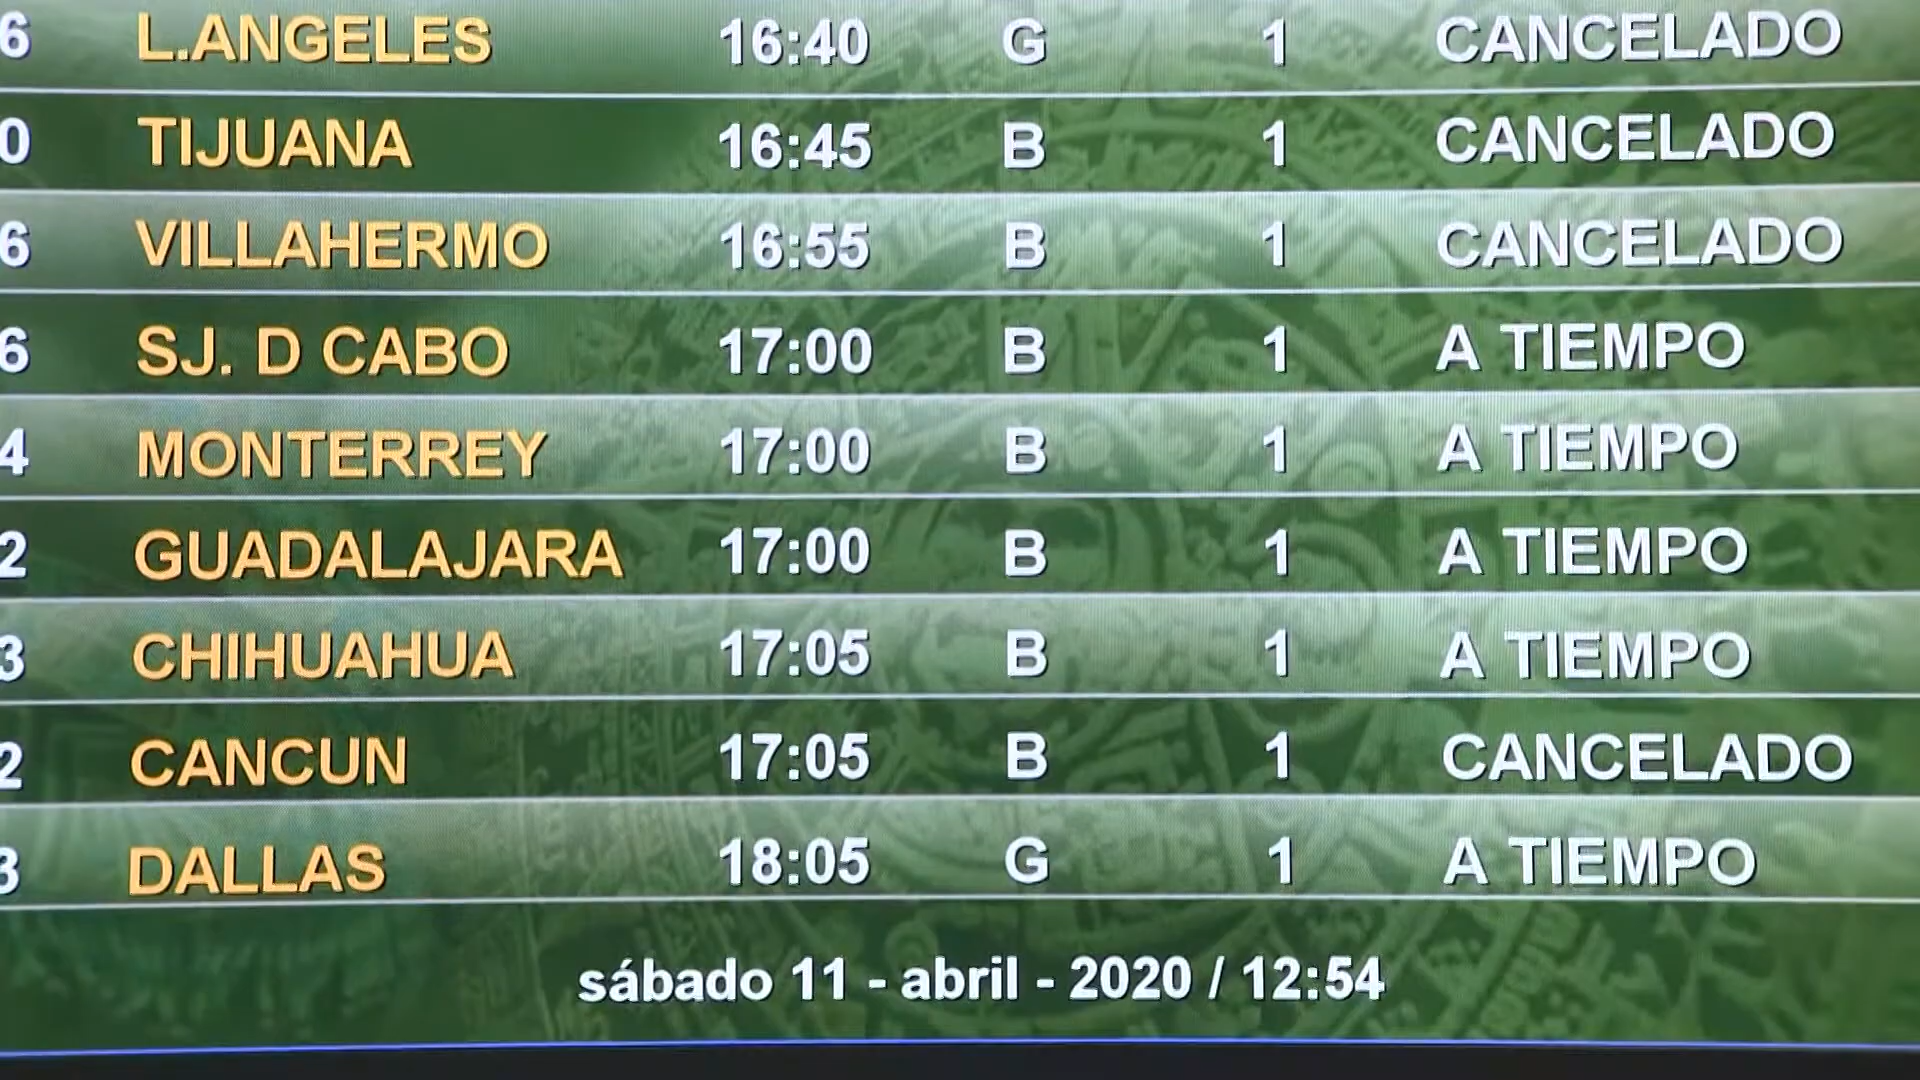 6 L.ANGELES 16:40 G 1 CANCELADO
0 TIJUANA 16:45 B 1 CANCELADO
6 VILLAHERMO 16:55 B 1 CANCELADO
6 SJ. D CABO 17:00 B 1 A TIEMPO
4 MONTERREY 17:00 B 1 A TIEMPO
2 GUADALAJARA 17:00 B 1 A TIEMPO
3 CHIHUAHUA 17:05 B 1 A TIEMPO
2 CANCUN 17:05 B 1 CANCELADO
3 DALLAS 18:05 G 1 A TIEMPO
sábado 11 - abril - 2020 / 12:54